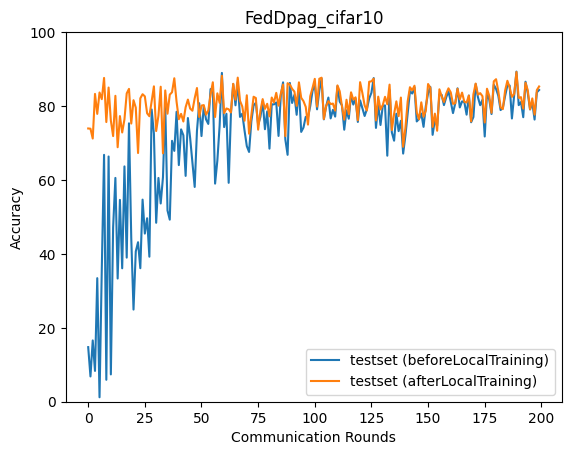 FedDpag_cifar10
Accuracy
100
80
60
40
20
0
0 25 50 75 100 125 150 175 200
Communication Rounds
testset (beforeLocalTraining)
testset (afterLocalTraining)